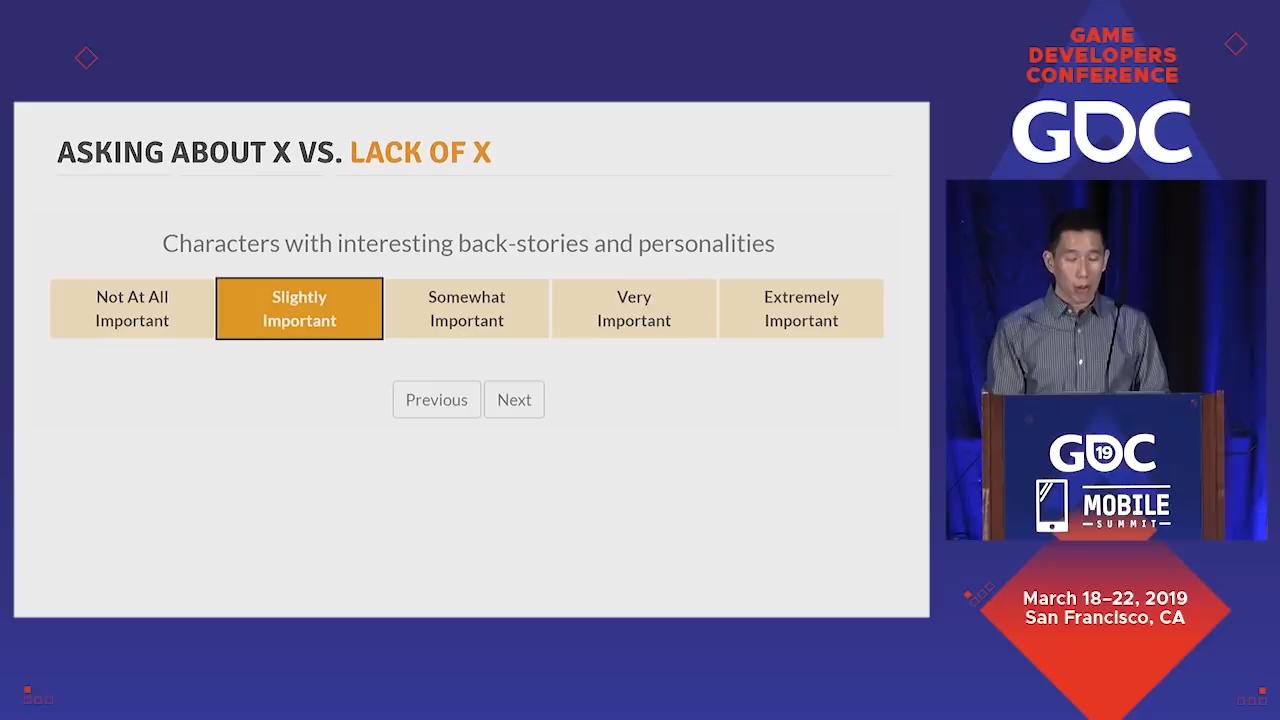 GAME
DEVELOPERS
CONFERENCE
GDC
ASKING ABOUT X VS. LACK OF X
Characters with interesting back-stories and personalities
Not At All
Important
Slightly
Important
Somewhat
Important
Very
Important
Extremely
Important
Previous
Next
GDC
19
MOBILE
SUMMIT
March 18–22, 2019
San Francisco, CA